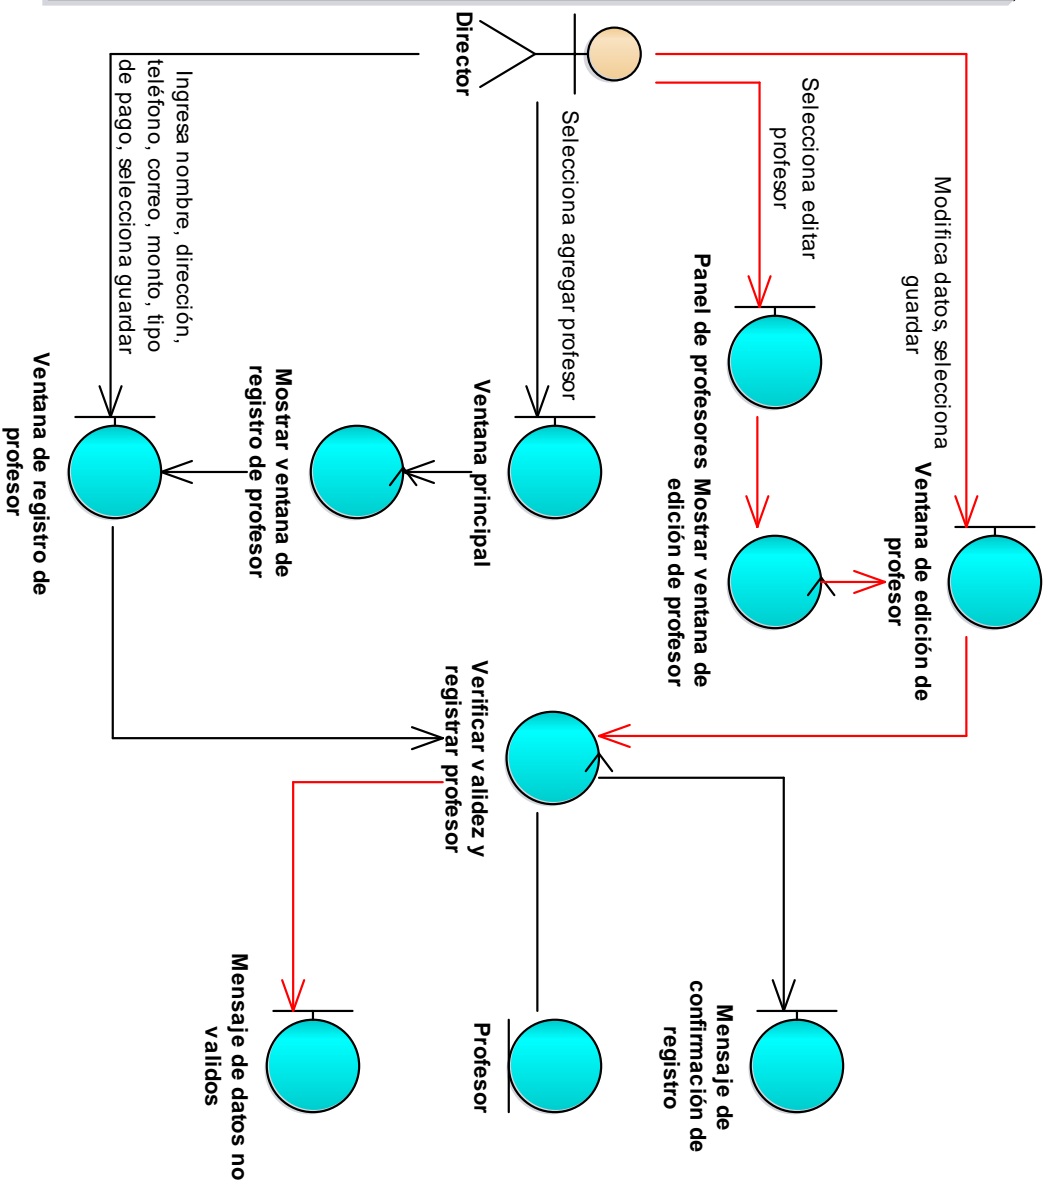 Modifica datos, selecciona
guardar
Ventana de edición de
profesor
Selecciona editar
profesor
Panel de profesores
Mostrar ventana de
edición de profesor
Mensaje de
confirmación de
registro
Director
Selecciona agregar profesor
Ventana principal
Verificar validez y
registrar profesor
Profesor
Mostrar ventana de
registro de profesor
Mensaje de datos no
validos
Ingresa nombre, dirección,
teléfono, correo, monto, tipo
de pago, selecciona guardar
Ventana de registro de
profesor